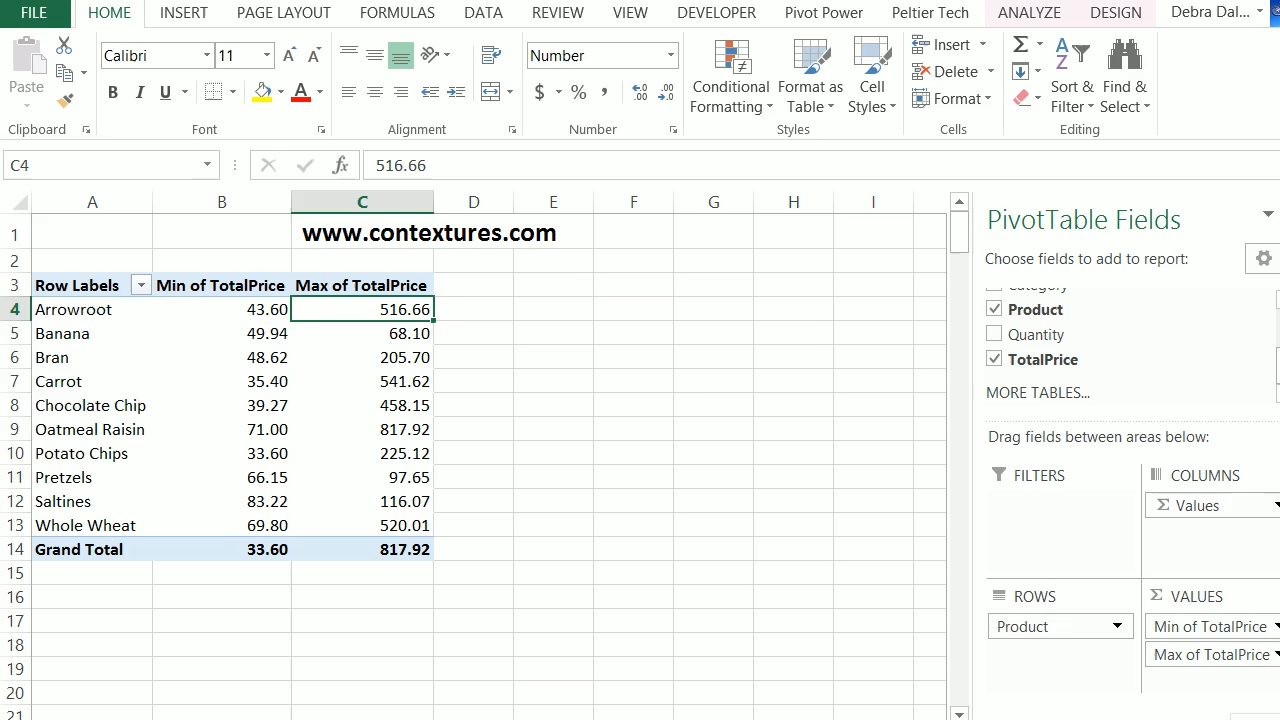 FILE HOME INSERT PAGE LAYOUT FORMULAS DATA REVIEW VIEW DEVELOPER Pivot Power Peltier Tech ANALYZE DESIGN Debra Dal...
Paste
Calibri 11
B I U A
Number
$ % ,
Conditional Formatting
Format as Table
Cell Styles
Insert
Delete
Format
Sort & Filter
Find & Select
Clipboard Font Alignment Number Styles Cells Editing
C4 fx 516.66
A B C D E F G H I
1 www.contextures.com
2
3 Row Labels Min of TotalPrice Max of TotalPrice
4 Arrowroot 43.60 516.66
5 Banana 49.94 68.10
6 Bran 48.62 205.70
7 Carrot 35.40 541.62
8 Chocolate Chip 39.27 458.15
9 Oatmeal Raisin 71.00 817.92
10 Potato Chips 33.60 225.12
11 Pretzels 66.15 97.65
12 Saltines 83.22 116.07
13 Whole Wheat 69.80 520.01
14 Grand Total 33.60 817.92
15
16
17
18
19
20
21
PivotTable Fields
Choose fields to add to report:
Category
Product
Quantity
TotalPrice
MORE TABLES...
Drag fields between areas below:
FILTERS
COLUMNS
Σ Values
ROWS
Product
Σ VALUES
Min of TotalPrice
Max of TotalPrice